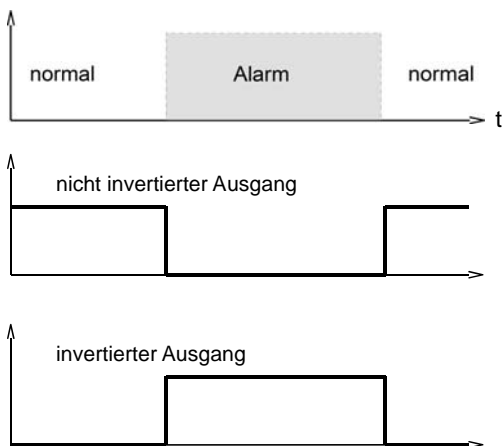 normal Alarm normal
t
nicht invertierter Ausgang
invertierter Ausgang